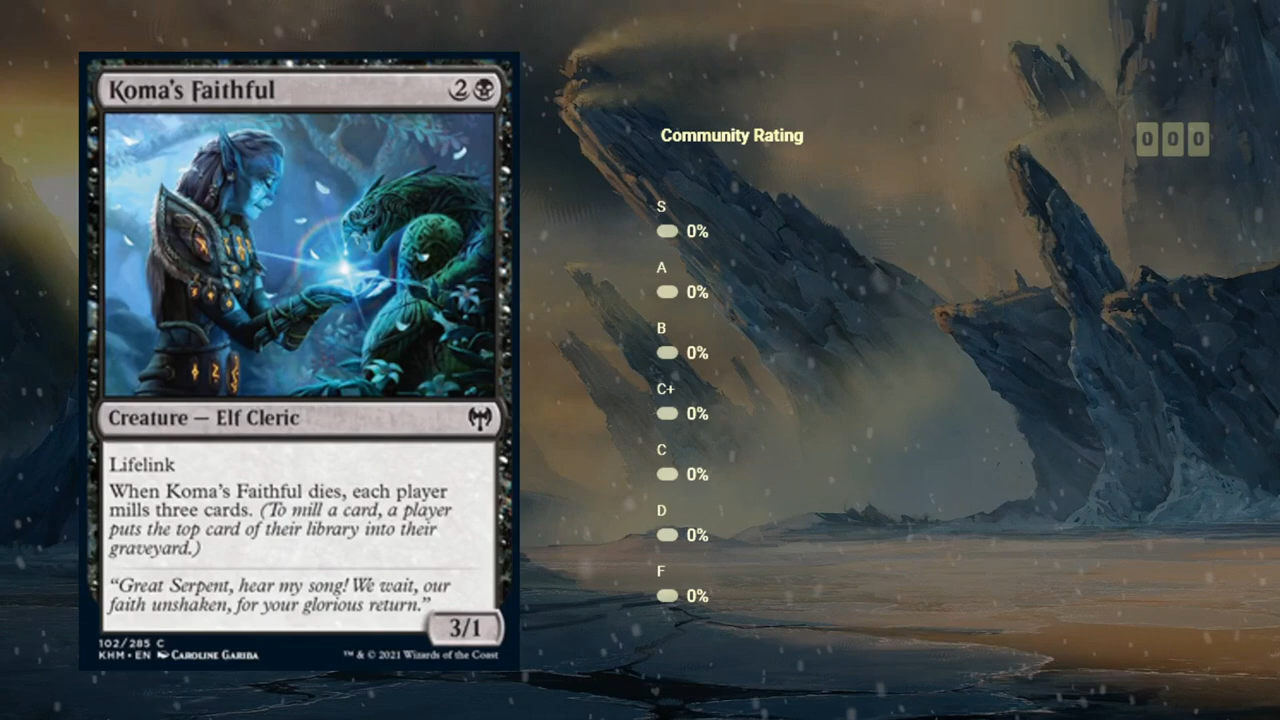 Koma's Faithful 2
Creature — Elf Cleric
Lifelink
When Koma's Faithful dies, each player
mills three cards. (To mill a card, a player
puts the top card of their library into their
graveyard.)
“Great Serpent, hear my song! We wait, our
faith unshaken, for your glorious return.”
3/1
102/285 C
KHM • EN Caroline Gariba
™ & © 2021 Wizards of the Coast
Community Rating
000
S
0%
A
0%
B
0%
C+
0%
C
0%
D
0%
F
0%